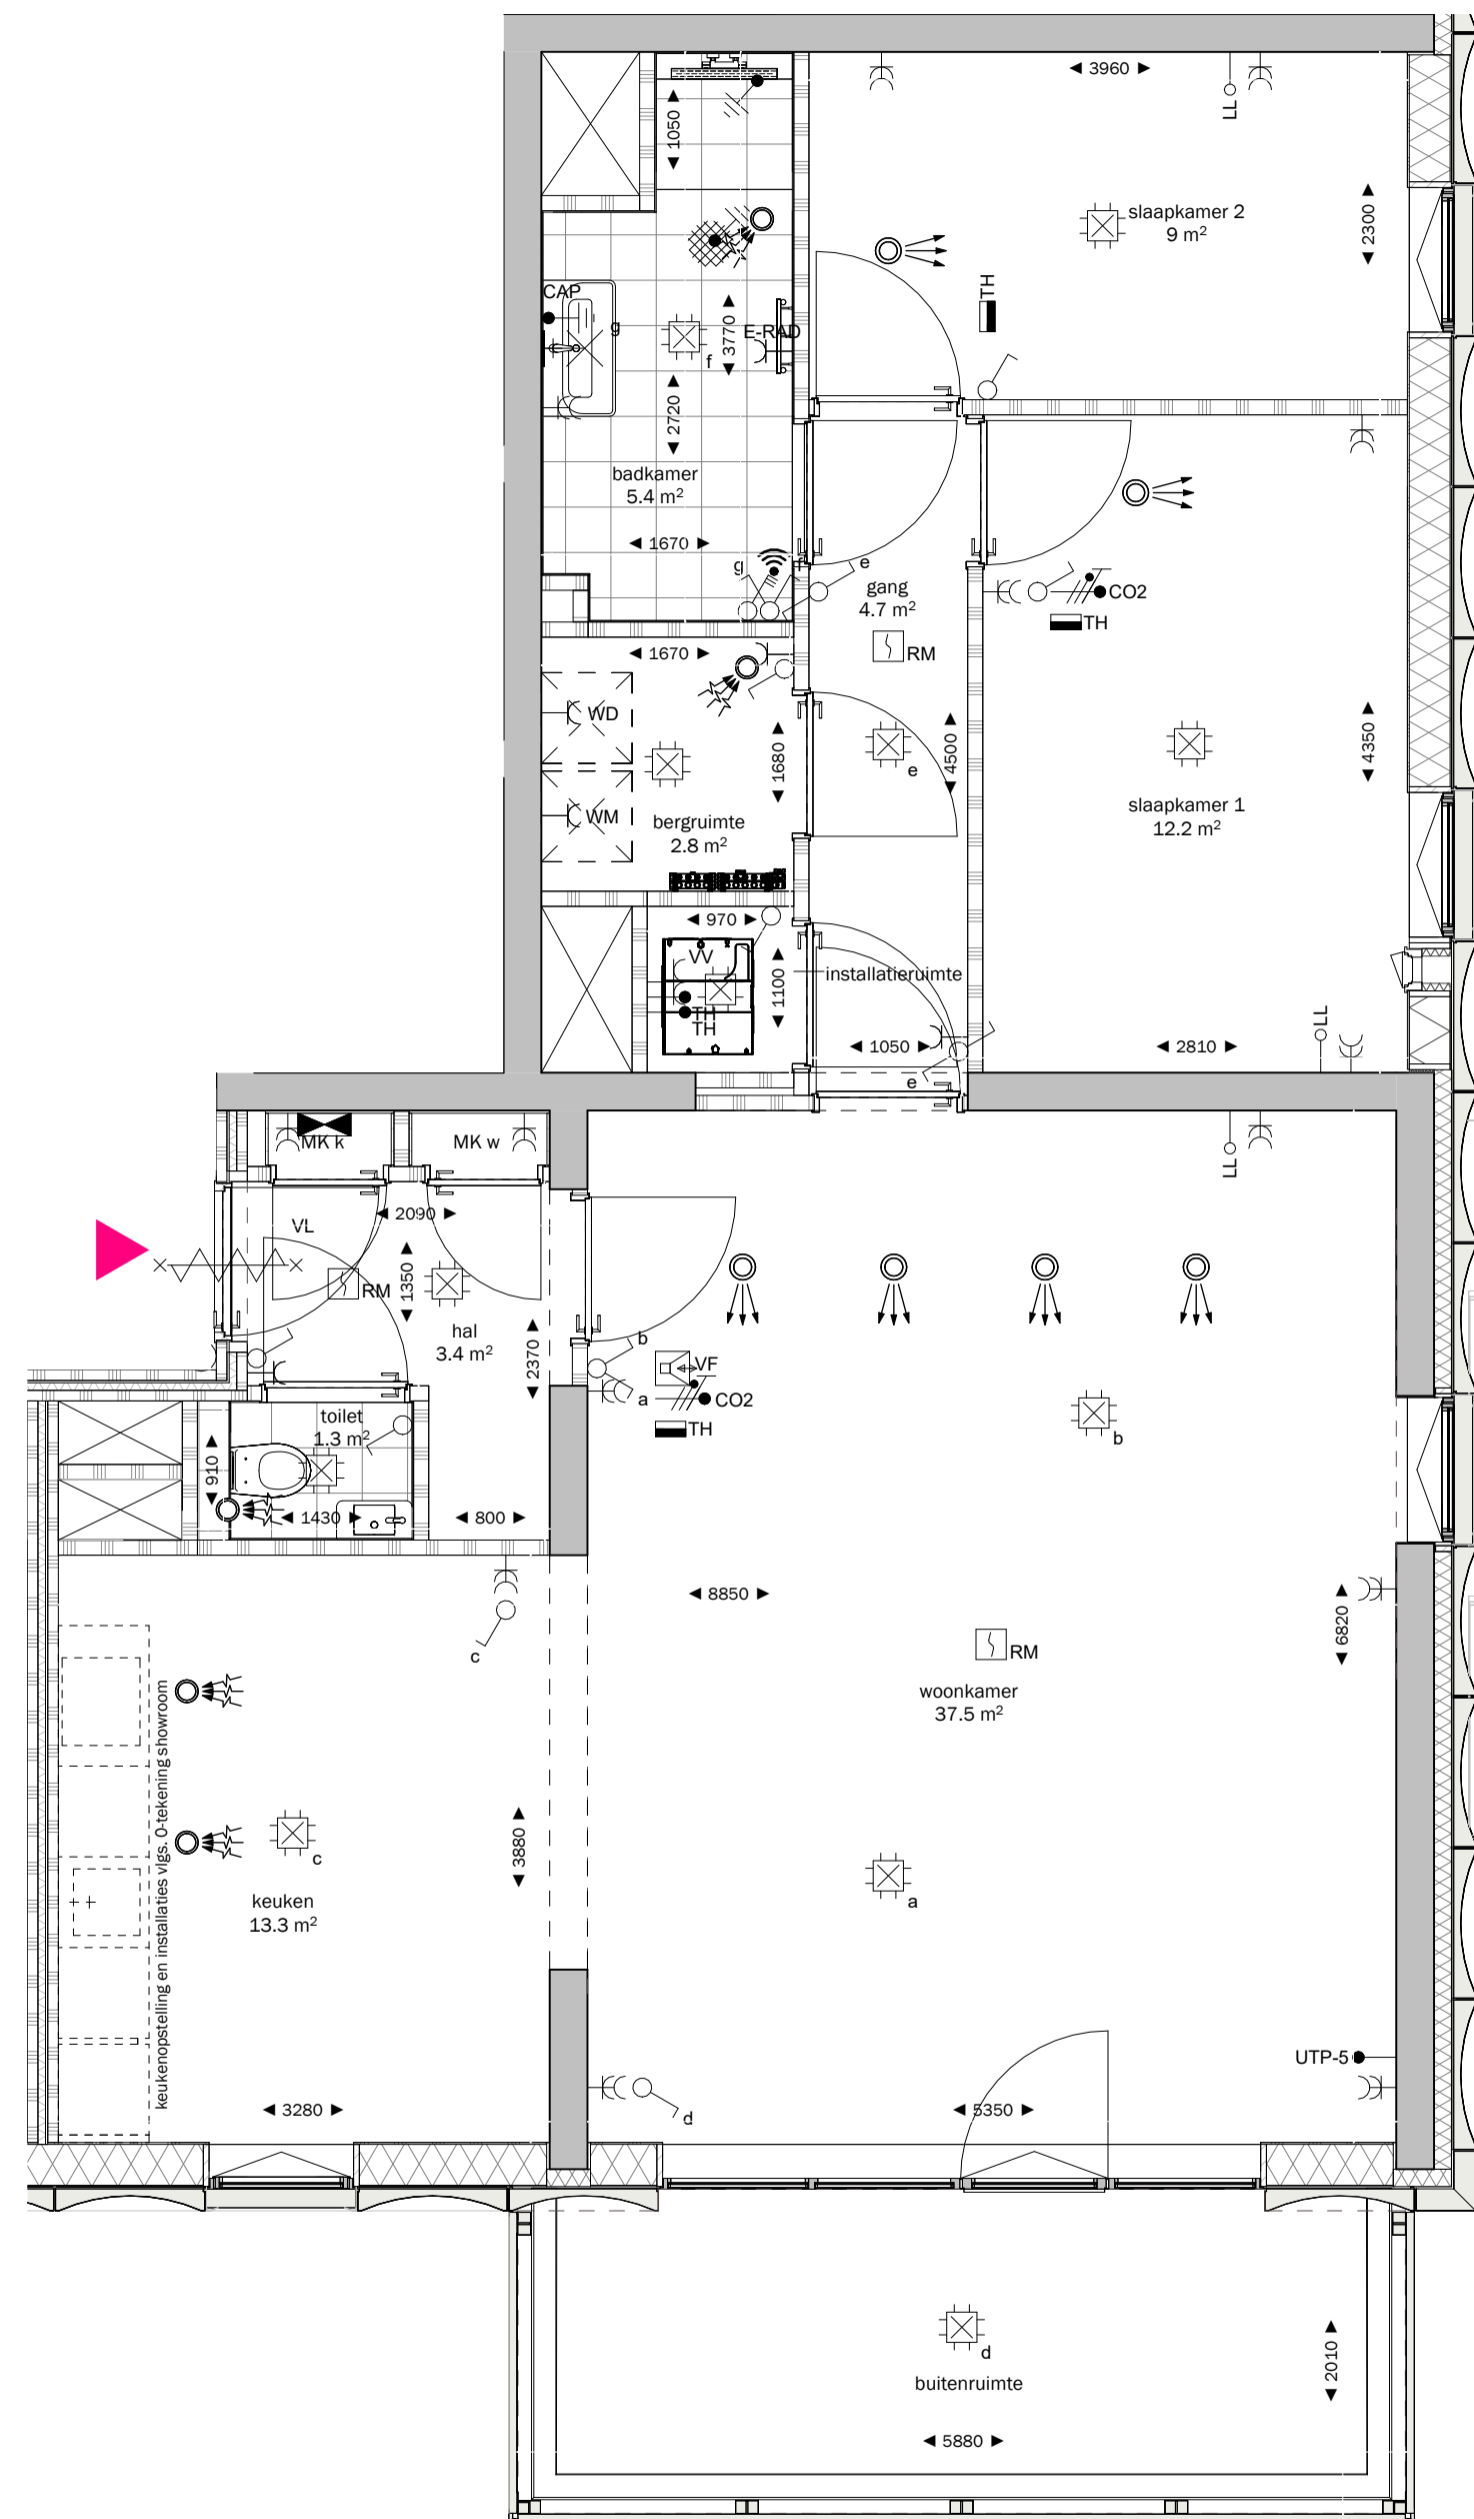 3960
LL
1050
slaapkamer 2
9 m²
2300
CAP
g
TH
E-RAD
3770
f
2720
badkamer
5.4 m²
1670
g
f
e
gang
4.7 m²
CO2
TH
RM
1670
WD
1680
e
4500
4350
WM
bergruimte
2.8 m²
slaapkamer 1
12.2 m²
970
VV
installatieruimte
1100
TH
TH
LL
1050
2810
e
MK k
MK w
LL
VL
2090
RM
1350
hal
3.4 m²
2370
b
VF
a
CO2
TH
b
toilet
1.3 m²
910
1430
800
8850
6820
c
RM
woonkamer
37.5 m²
keukenopstelling en installaties vlgs. 0-tekening showroom
c
3880
a
keuken
13.3 m²
UTP-5
3280
d
5350
d
buitenruimte
2010
5880